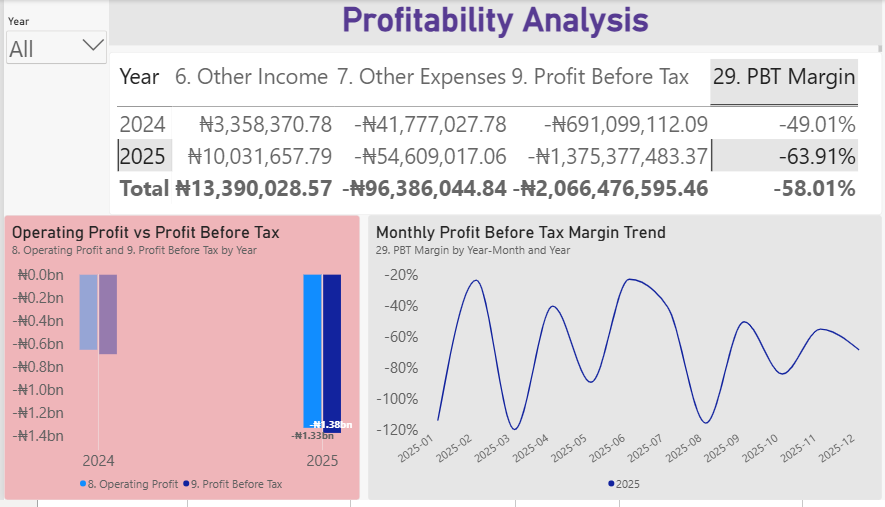 Profitability Analysis
Year
All
Year 6. Other Income 7. Other Expenses 9. Profit Before Tax 29. PBT Margin
2024 ₦3,358,370.78 -₦41,777,027.78 -₦691,099,112.09 -49.01%
2025 ₦10,031,657.79 -₦54,609,017.06 -₦1,375,377,483.37 -63.91%
Total ₦13,390,028.57 -₦96,386,044.84 -₦2,066,476,595.46 -58.01%
Operating Profit vs Profit Before Tax
8. Operating Profit and 9. Profit Before Tax by Year
₦0.0bn
-₦0.2bn
-₦0.4bn
-₦0.6bn
-₦0.8bn
-₦1.0bn
-₦1.2bn
-₦1.4bn
-₦1.38bn
-₦1.33bn
2024 2025
8. Operating Profit 9. Profit Before Tax
Monthly Profit Before Tax Margin Trend
29. PBT Margin by Year-Month and Year
-20%
-40%
-60%
-80%
-100%
-120%
2025-01 2025-02 2025-03 2025-04 2025-05 2025-06 2025-07 2025-08 2025-09 2025-10 2025-11 2025-12
2025